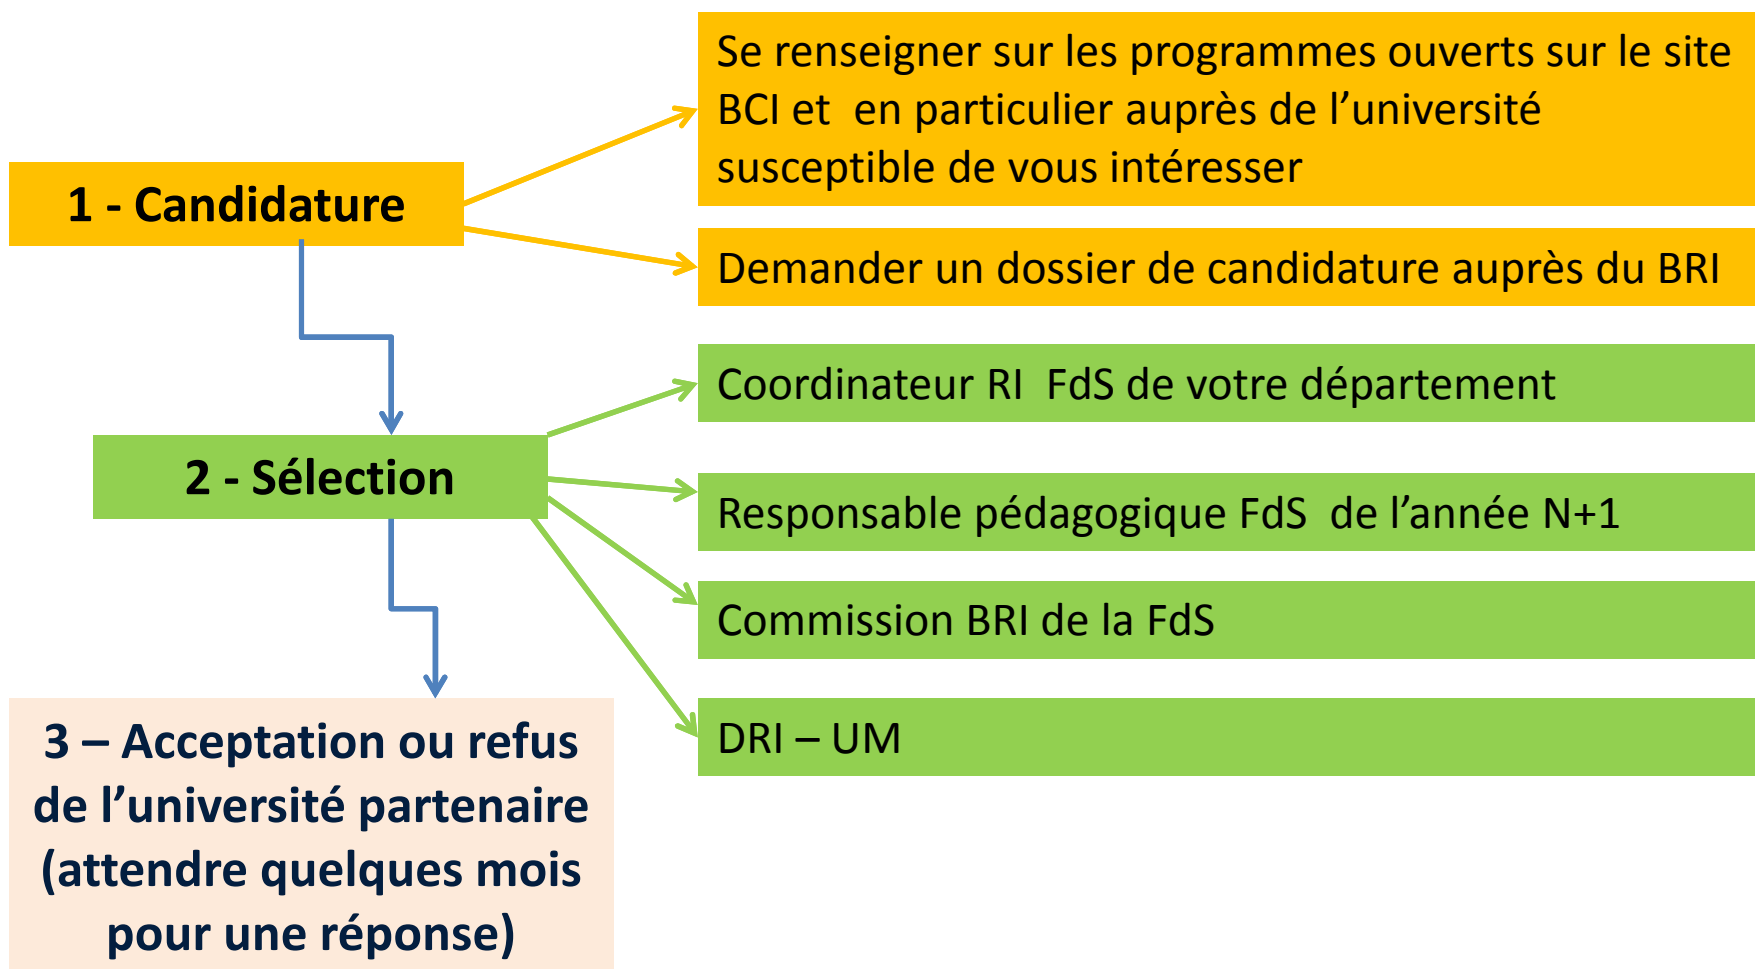 1 - Candidature
Se renseigner sur les programmes ouverts sur le site
BCI et  en particulier auprès de l’université
susceptible de vous intéresser
Demander un dossier de candidature auprès du BRI
2 - Sélection
Coordinateur RI  FdS de votre département
Responsable pédagogique FdS  de l’année N+1
Commission BRI de la FdS
DRI – UM
3 – Acceptation ou refus
de l’université partenaire
(attendre quelques mois
pour une réponse)